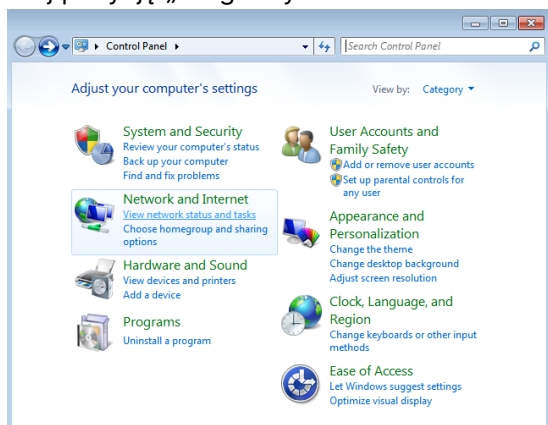 Control Panel
Search Control Panel
Adjust your computer's settings
View by: Category
System and Security
Review your computer's status
Back up your computer
Find and fix problems
Network and Internet
View network status and tasks
Choose homegroup and sharing
options
Hardware and Sound
View devices and printers
Add a device
Programs
Uninstall a program
User Accounts and
Family Safety
Add or remove user accounts
Set up parental controls for
any user
Appearance and
Personalization
Change the theme
Change desktop background
Adjust screen resolution
Clock, Language, and
Region
Change keyboards or other input
methods
Ease of Access
Let Windows suggest settings
Optimize visual display